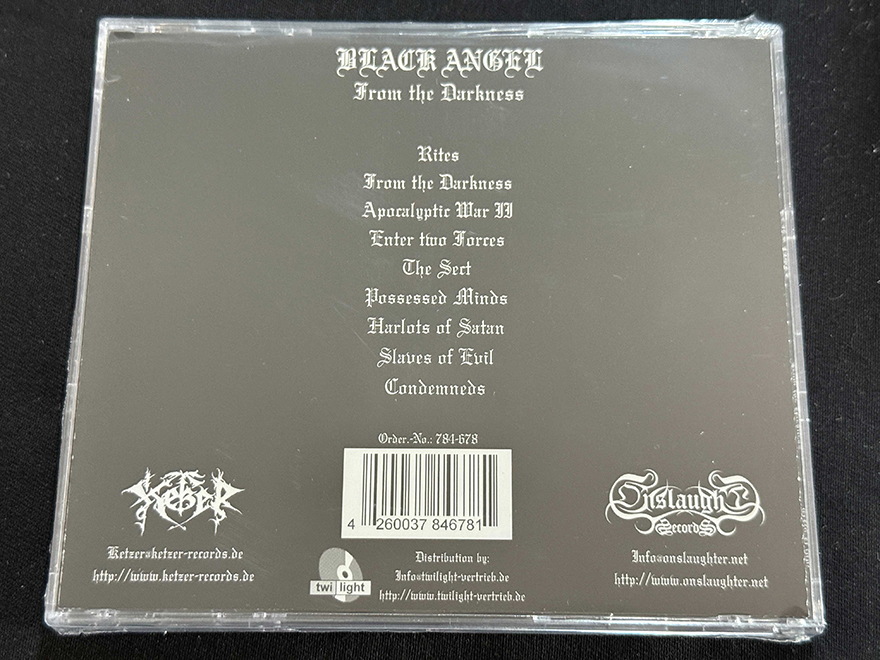 BLACK ANGEL
From the Darkness
Rites
From the Darkness
Apocalyptic War II
Enter two Forces
The Sect
Possessed Minds
Harlots of Satan
Slaves of Evil
Condemneds
Order.-No.: 784-678
4 260037 846781
Ketzer
Ketzer@ketzer-records.de
http://www.ketzer-records.de
twilight
Distribution by:
Info@twilight-vertrieb.de
http://www.twilight-vertrieb.de
Onslaught
Records
Info@onslaughter.net
http://www.onslaughter.net